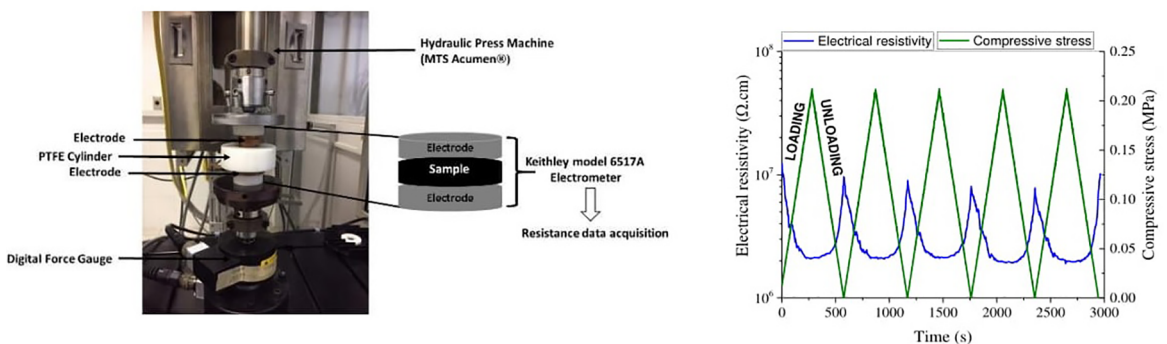 Hydraulic Press Machine
(MTS Acumen®)
Electrode
PTFE Cylinder
Electrode
Digital Force Gauge
Electrode
Sample
Electrode
Keithley model 6517A
Electrometer
Resistance data acquisition
Electrical resistivity
Compressive stress
LOADING
UNLOADING
Electrical resistivity (Ω.cm)
10⁸
10⁷
10⁶
Compressive stress (MPa)
0.25
0.20
0.15
0.10
0.05
0.00
0 500 1000 1500 2000 2500 3000
Time (s)